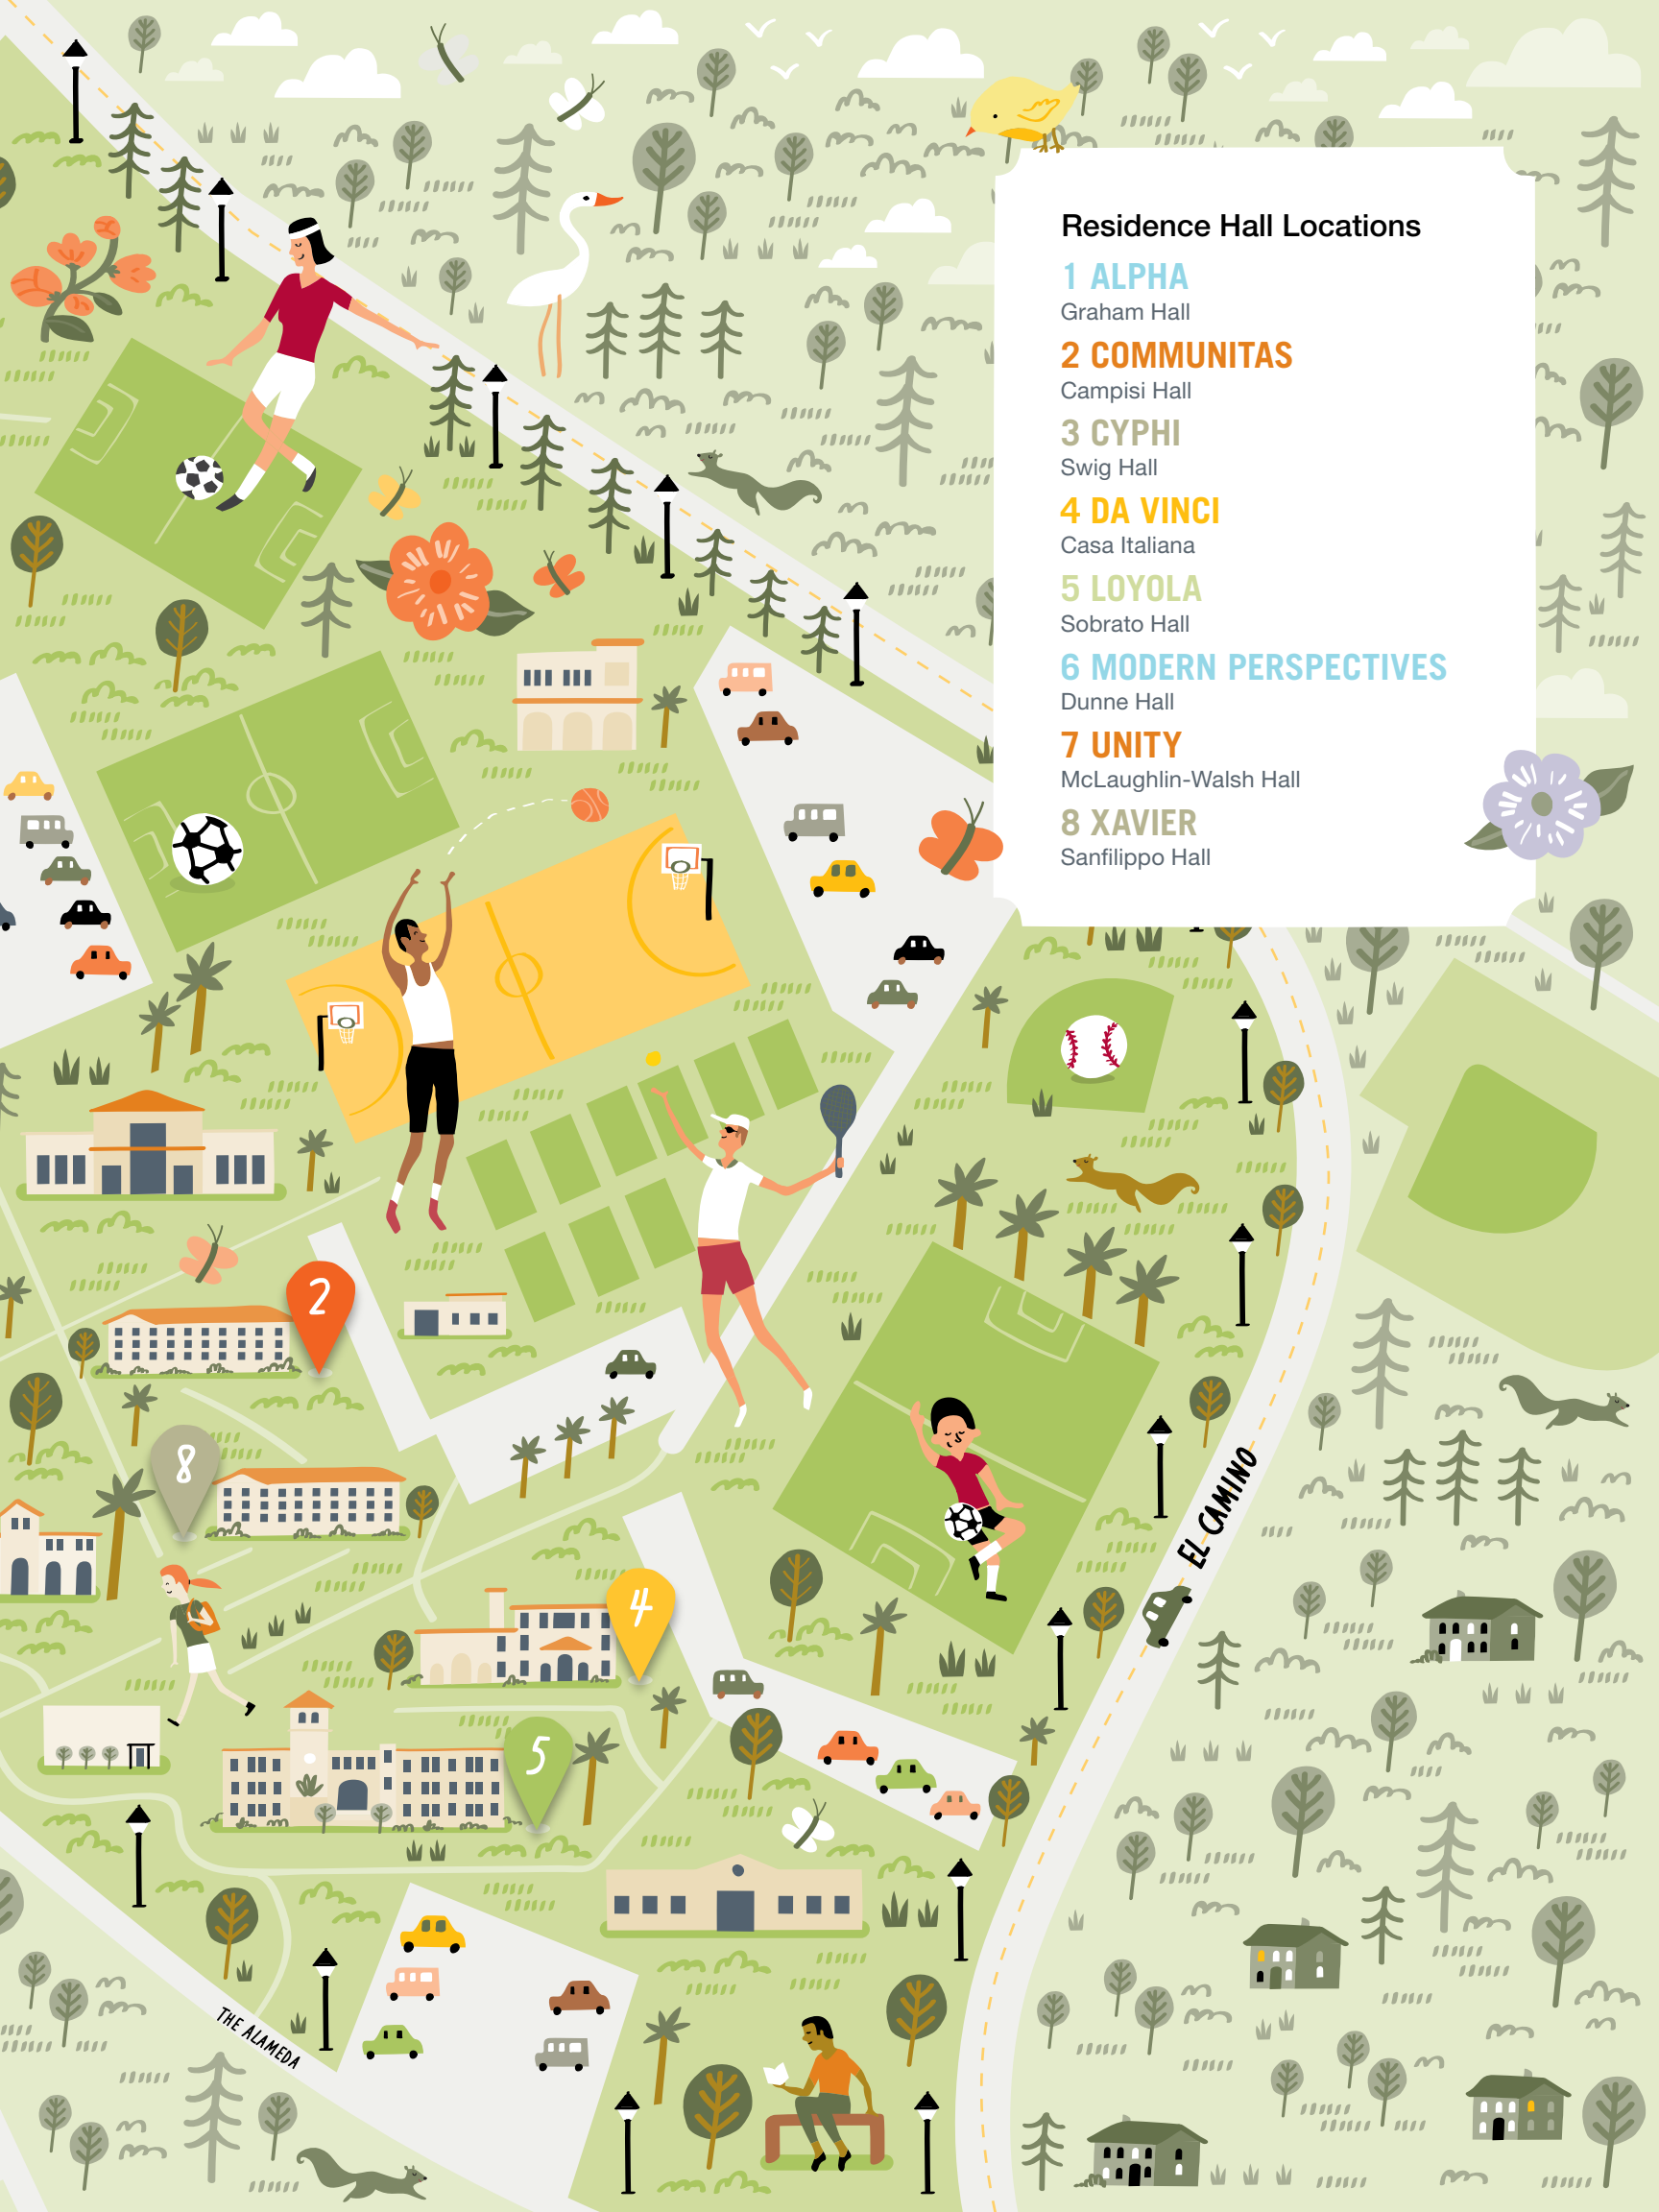 Residence Hall Locations
1 ALPHA
Graham Hall
2 COMMUNITAS
Campisi Hall
3 CYPHI
Swig Hall
4 DA VINCI
Casa Italiana
5 LOYOLA
Sobrato Hall
6 MODERN PERSPECTIVES
Dunne Hall
7 UNITY
McLaughlin-Walsh Hall
8 XAVIER
Sanfilippo Hall
2
8
EL CAMINO
4
5
THE ALAMEDA